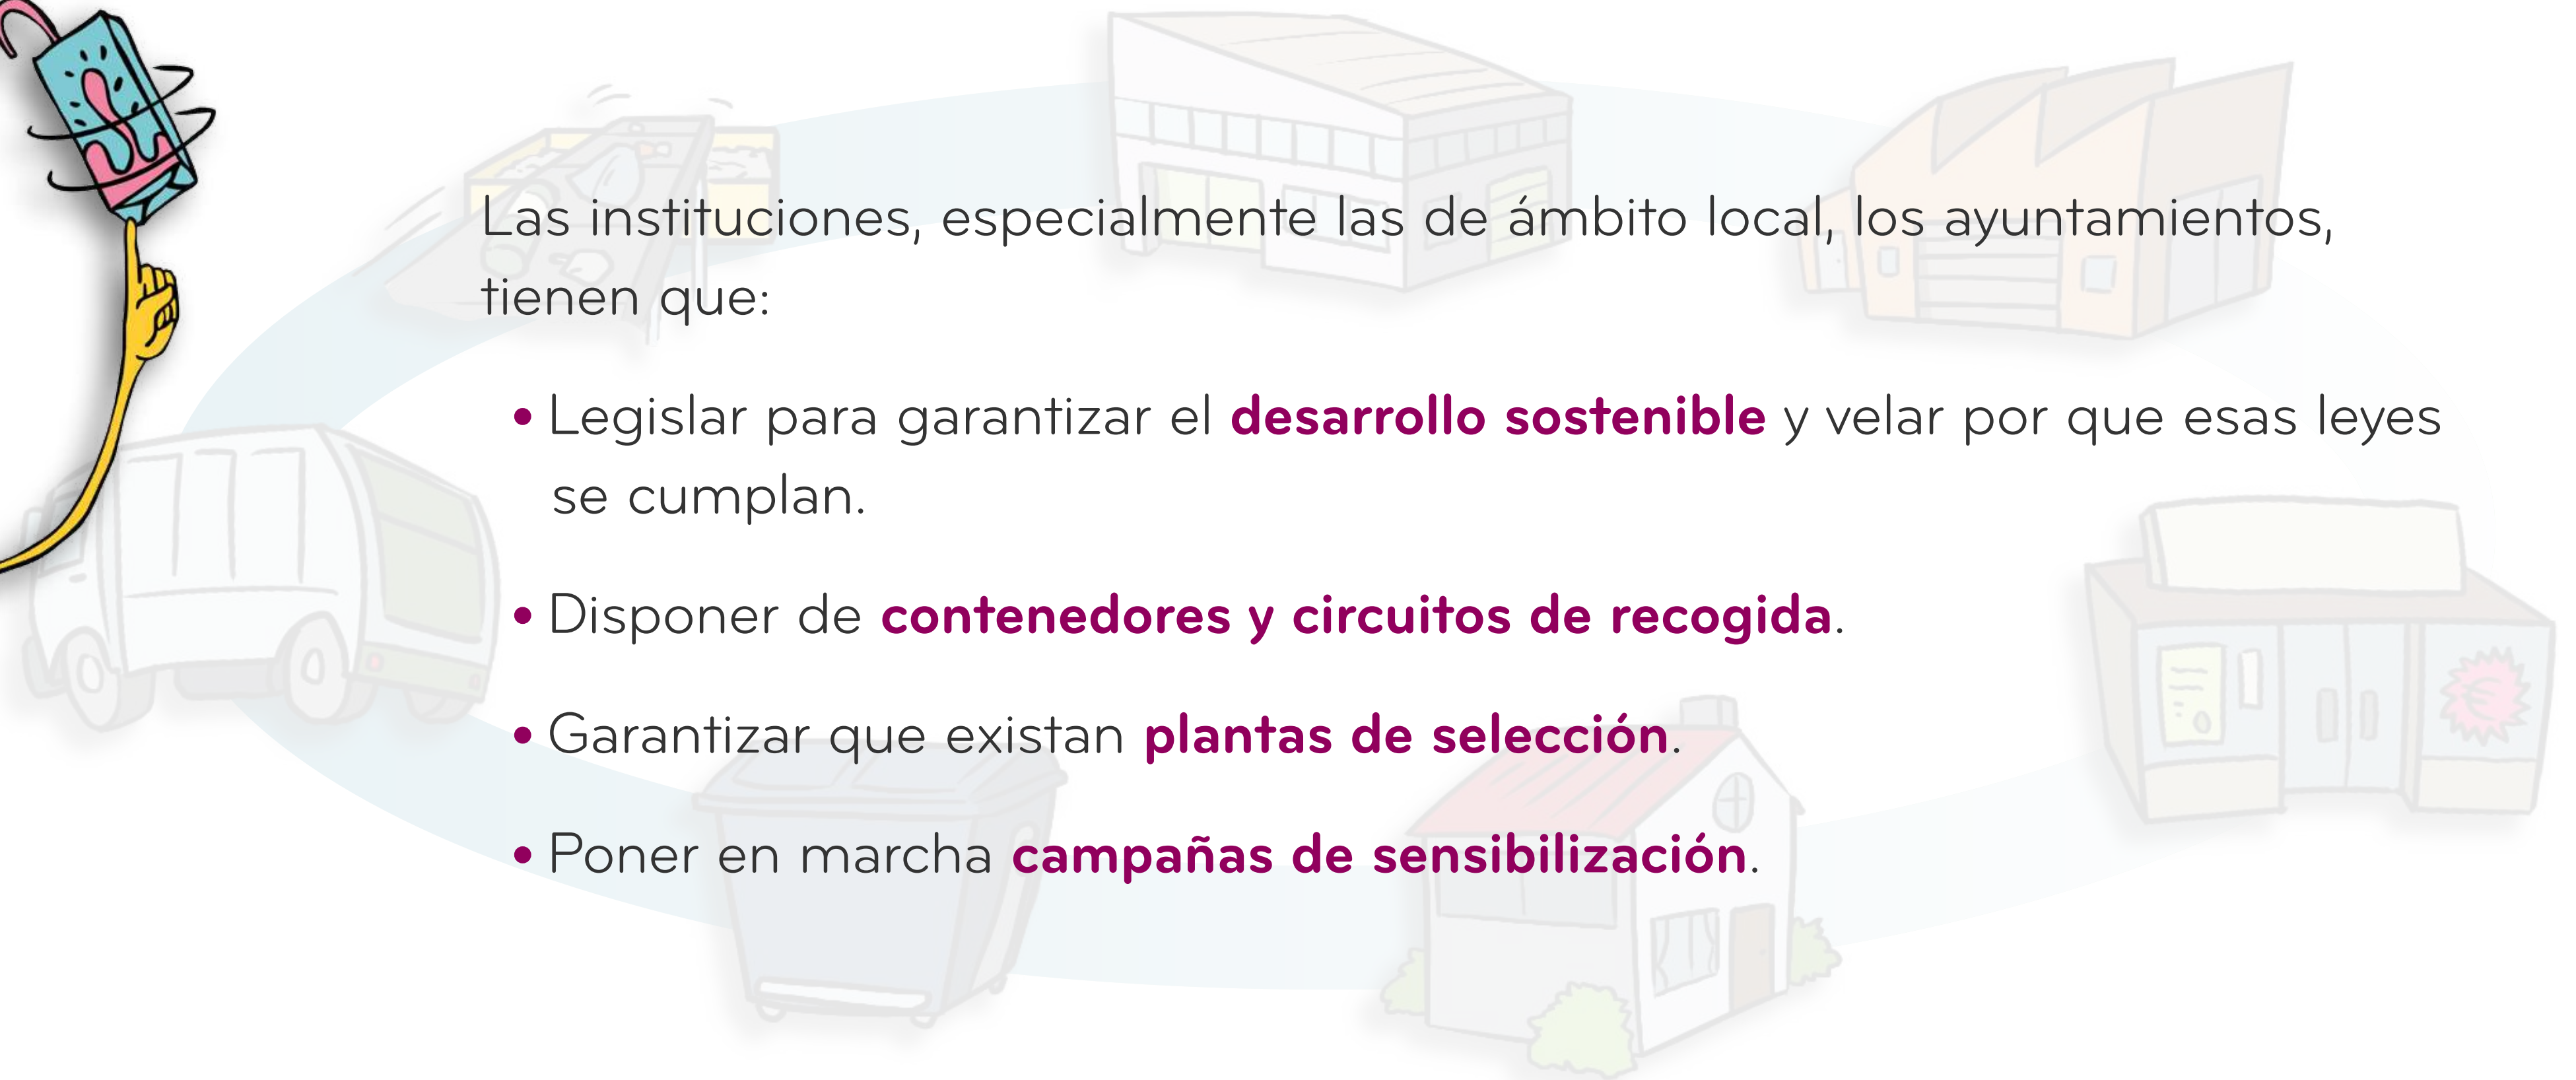 Las instituciones, especialmente las de ámbito local, los ayuntamientos,
tienen que:
• Legislar para garantizar el desarrollo sostenible y velar por que esas leyes
se cumplan.
• Disponer de contenedores y circuitos de recogida.
• Garantizar que existan plantas de selección.
• Poner en marcha campañas de sensibilización.